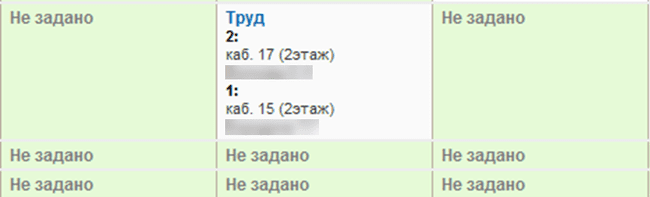 Не задано
Труд
Не задано
2:
каб. 17 (2этаж)
1:
каб. 15 (2этаж)
Не задано
Не задано
Не задано
Не задано
Не задано
Не задано